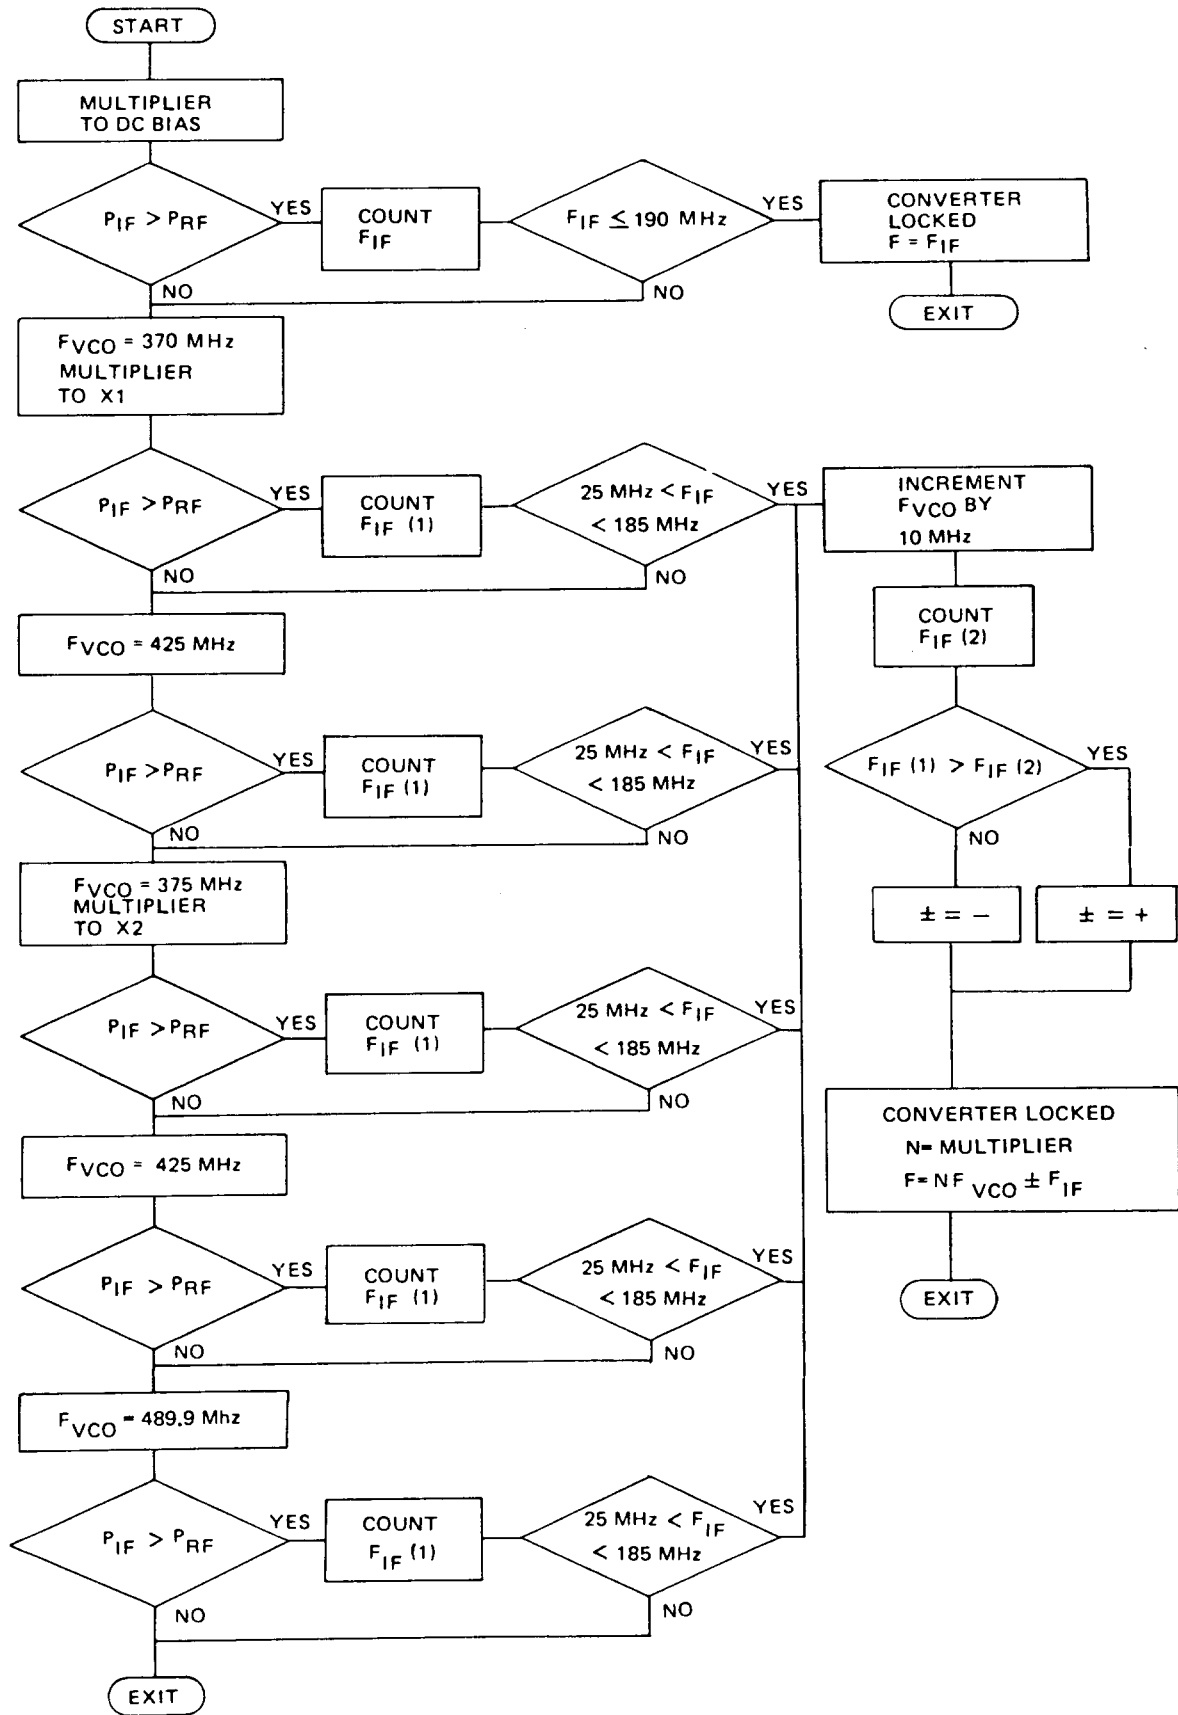 START
MULTIPLIER
TO DC BIAS
PIF > PRF
YES
COUNT
FIF
FIF ≤ 190 MHz
YES
CONVERTER
LOCKED
F = FIF
NO
NO
EXIT
FVCO = 370 MHz
MULTIPLIER
TO X1
PIF > PRF
YES
COUNT
FIF (1)
25 MHz < FIF
< 185 MHz
YES
INCREMENT
FVCO BY
10 MHz
NO
NO
COUNT
FIF (2)
FVCO = 425 MHz
PIF > PRF
YES
COUNT
FIF (1)
25 MHz < FIF
< 185 MHz
YES
FIF (1) > FIF (2)
YES
NO
NO
NO
FVCO = 375 MHz
MULTIPLIER
TO X2
± = −
± = +
PIF > PRF
YES
COUNT
FIF (1)
25 MHz < FIF
< 185 MHz
YES
NO
NO
CONVERTER LOCKED
N= MULTIPLIER
F= NF VCO ± FIF
FVCO = 425 MHz
PIF > PRF
YES
COUNT
FIF (1)
25 MHz < FIF
< 185 MHz
YES
EXIT
NO
NO
FVCO = 489.9 Mhz
PIF > PRF
YES
COUNT
FIF (1)
25 MHz < FIF
< 185 MHz
YES
NO
NO
EXIT